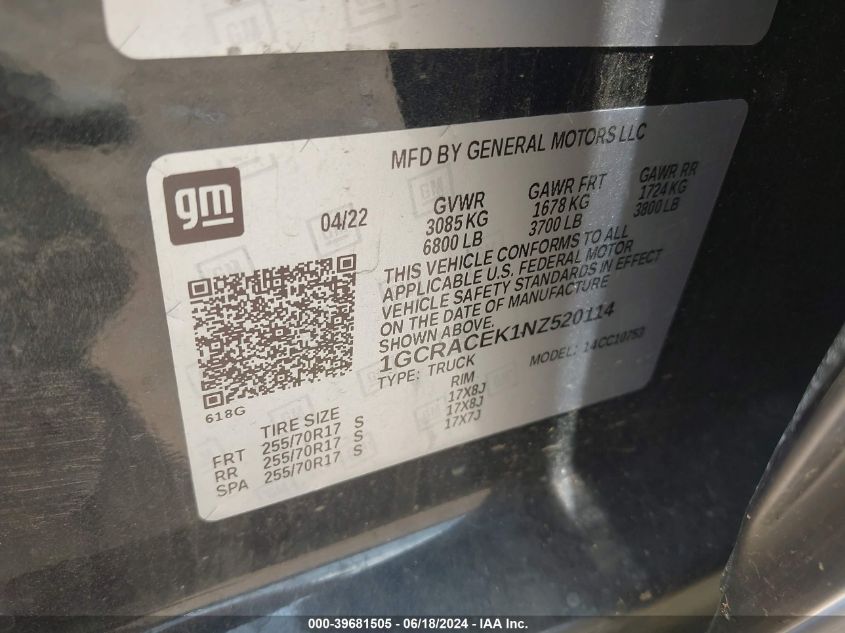 gm
MFD BY GENERAL MOTORS LLC
04/22
GVWR GAWR FRT GAWR RR
3085 KG 1678 KG 1724 KG
6800 LB 3700 LB 3800 LB
THIS VEHICLE CONFORMS TO ALL
APPLICABLE U.S. FEDERAL MOTOR
VEHICLE SAFETY STANDARDS IN EFFECT
ON THE DATE OF MANUFACTURE
SHOWN ABOVE.
1GCRACEK1NZ520114
TYPE: TRUCK MODEL: 14CC10753
618G
TIRE SIZE RIM
FRT 255/70R17 S 17X8J
RR 255/70R17 S 17X8J
SPA 255/70R17 S 17X7J
000-39681505 - 06/18/2024 - IAA Inc.